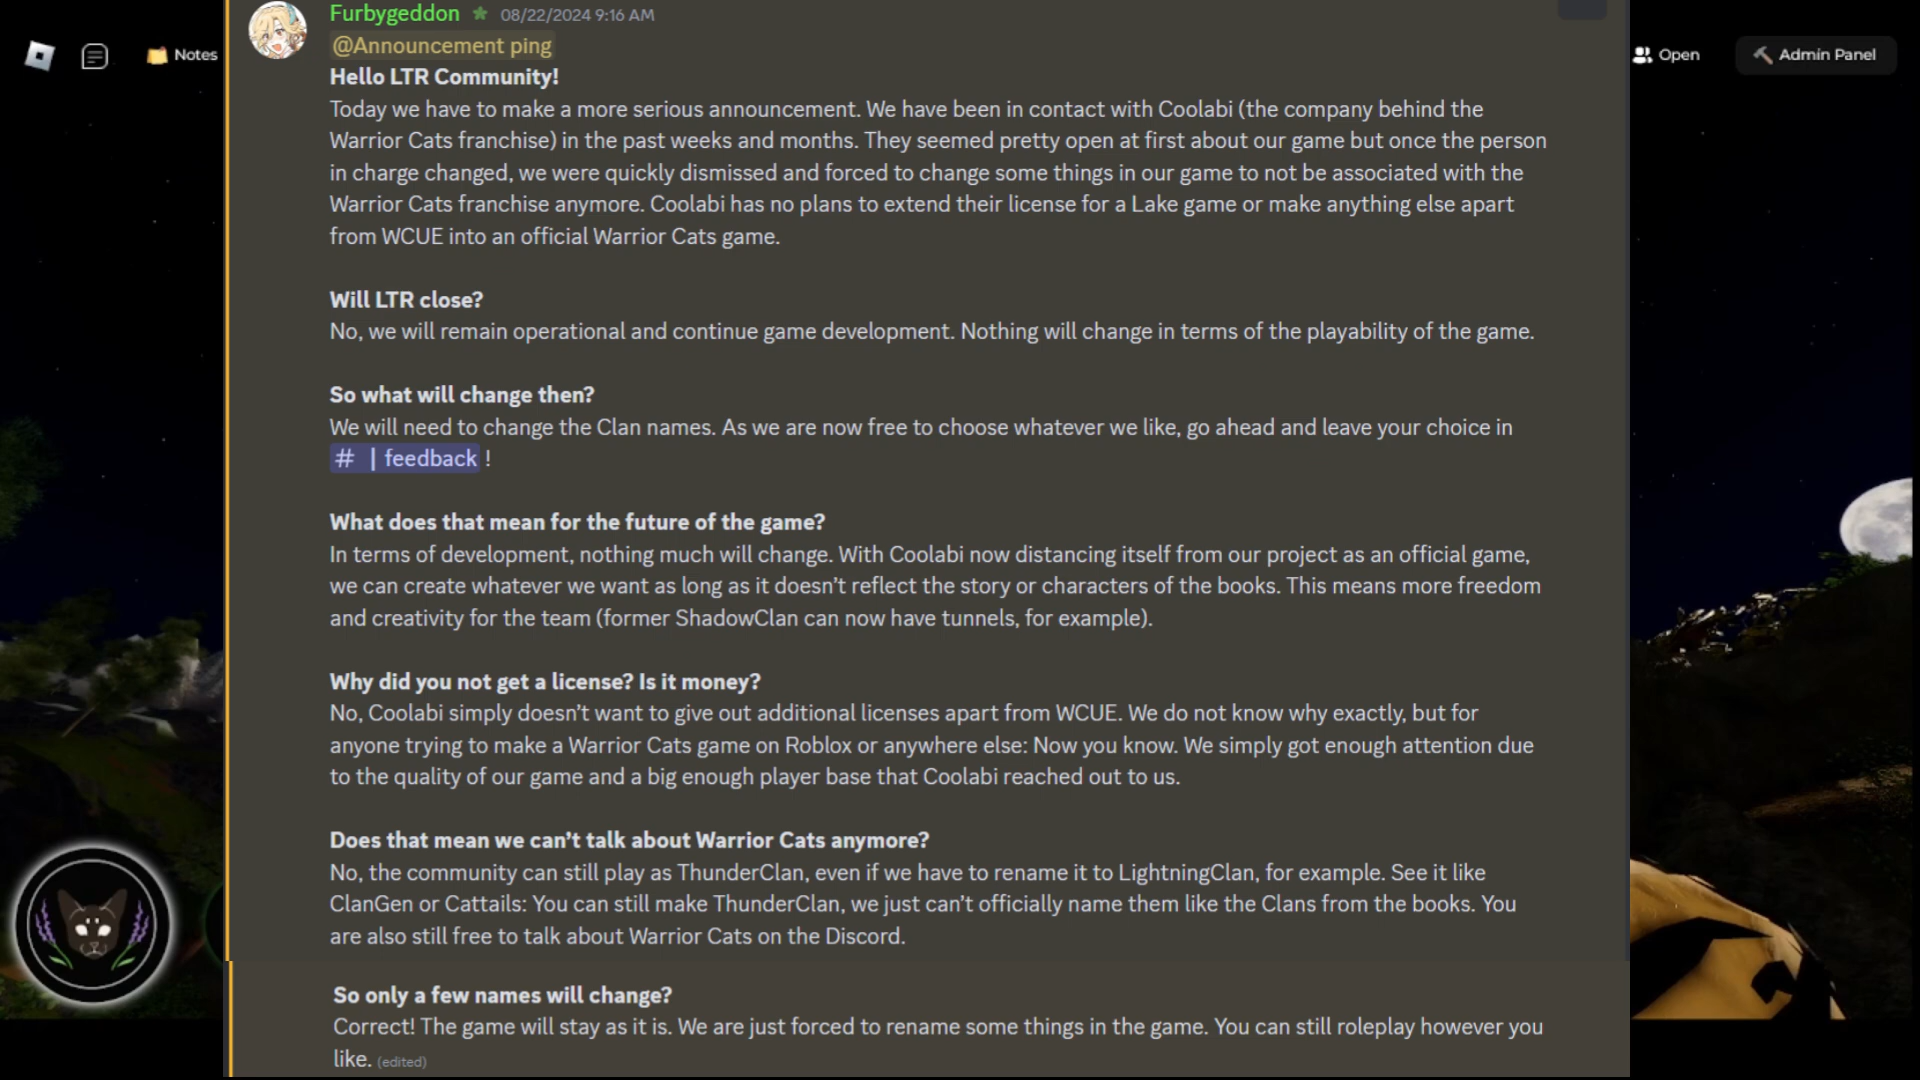 Furbygeddon 08/22/2024 9:16 AM
@Announcement ping
Notes
Open
Admin Panel
Hello LTR Community!
Today we have to make a more serious announcement. We have been in contact with Coolabi (the company behind the
Warrior Cats franchise) in the past weeks and months. They seemed pretty open at first about our game but once the person
in charge changed, we were quickly dismissed and forced to change some things in our game to not be associated with the
Warrior Cats franchise anymore. Coolabi has no plans to extend their license for a Lake game or make anything else apart
from WCUE into an official Warrior Cats game.
Will LTR close?
No, we will remain operational and continue game development. Nothing will change in terms of the playability of the game.
So what will change then?
We will need to change the Clan names. As we are now free to choose whatever we like, go ahead and leave your choice in
# | feedback !
What does that mean for the future of the game?
In terms of development, nothing much will change. With Coolabi now distancing itself from our project as an official game,
we can create whatever we want as long as it doesn’t reflect the story or characters of the books. This means more freedom
and creativity for the team (former ShadowClan can now have tunnels, for example).
Why did you not get a license? Is it money?
No, Coolabi simply doesn’t want to give out additional licenses apart from WCUE. We do not know why exactly, but for
anyone trying to make a Warrior Cats game on Roblox or anywhere else: Now you know. We simply got enough attention due
to the quality of our game and a big enough player base that Coolabi reached out to us.
Does that mean we can’t talk about Warrior Cats anymore?
No, the community can still play as ThunderClan, even if we have to rename it to LightningClan, for example. See it like
ClanGen or Cattails: You can still make ThunderClan, we just can’t officially name them like the Clans from the books. You
are also still free to talk about Warrior Cats on the Discord.
So only a few names will change?
Correct! The game will stay as it is. We are just forced to rename some things in the game. You can still roleplay however you
like. (edited)